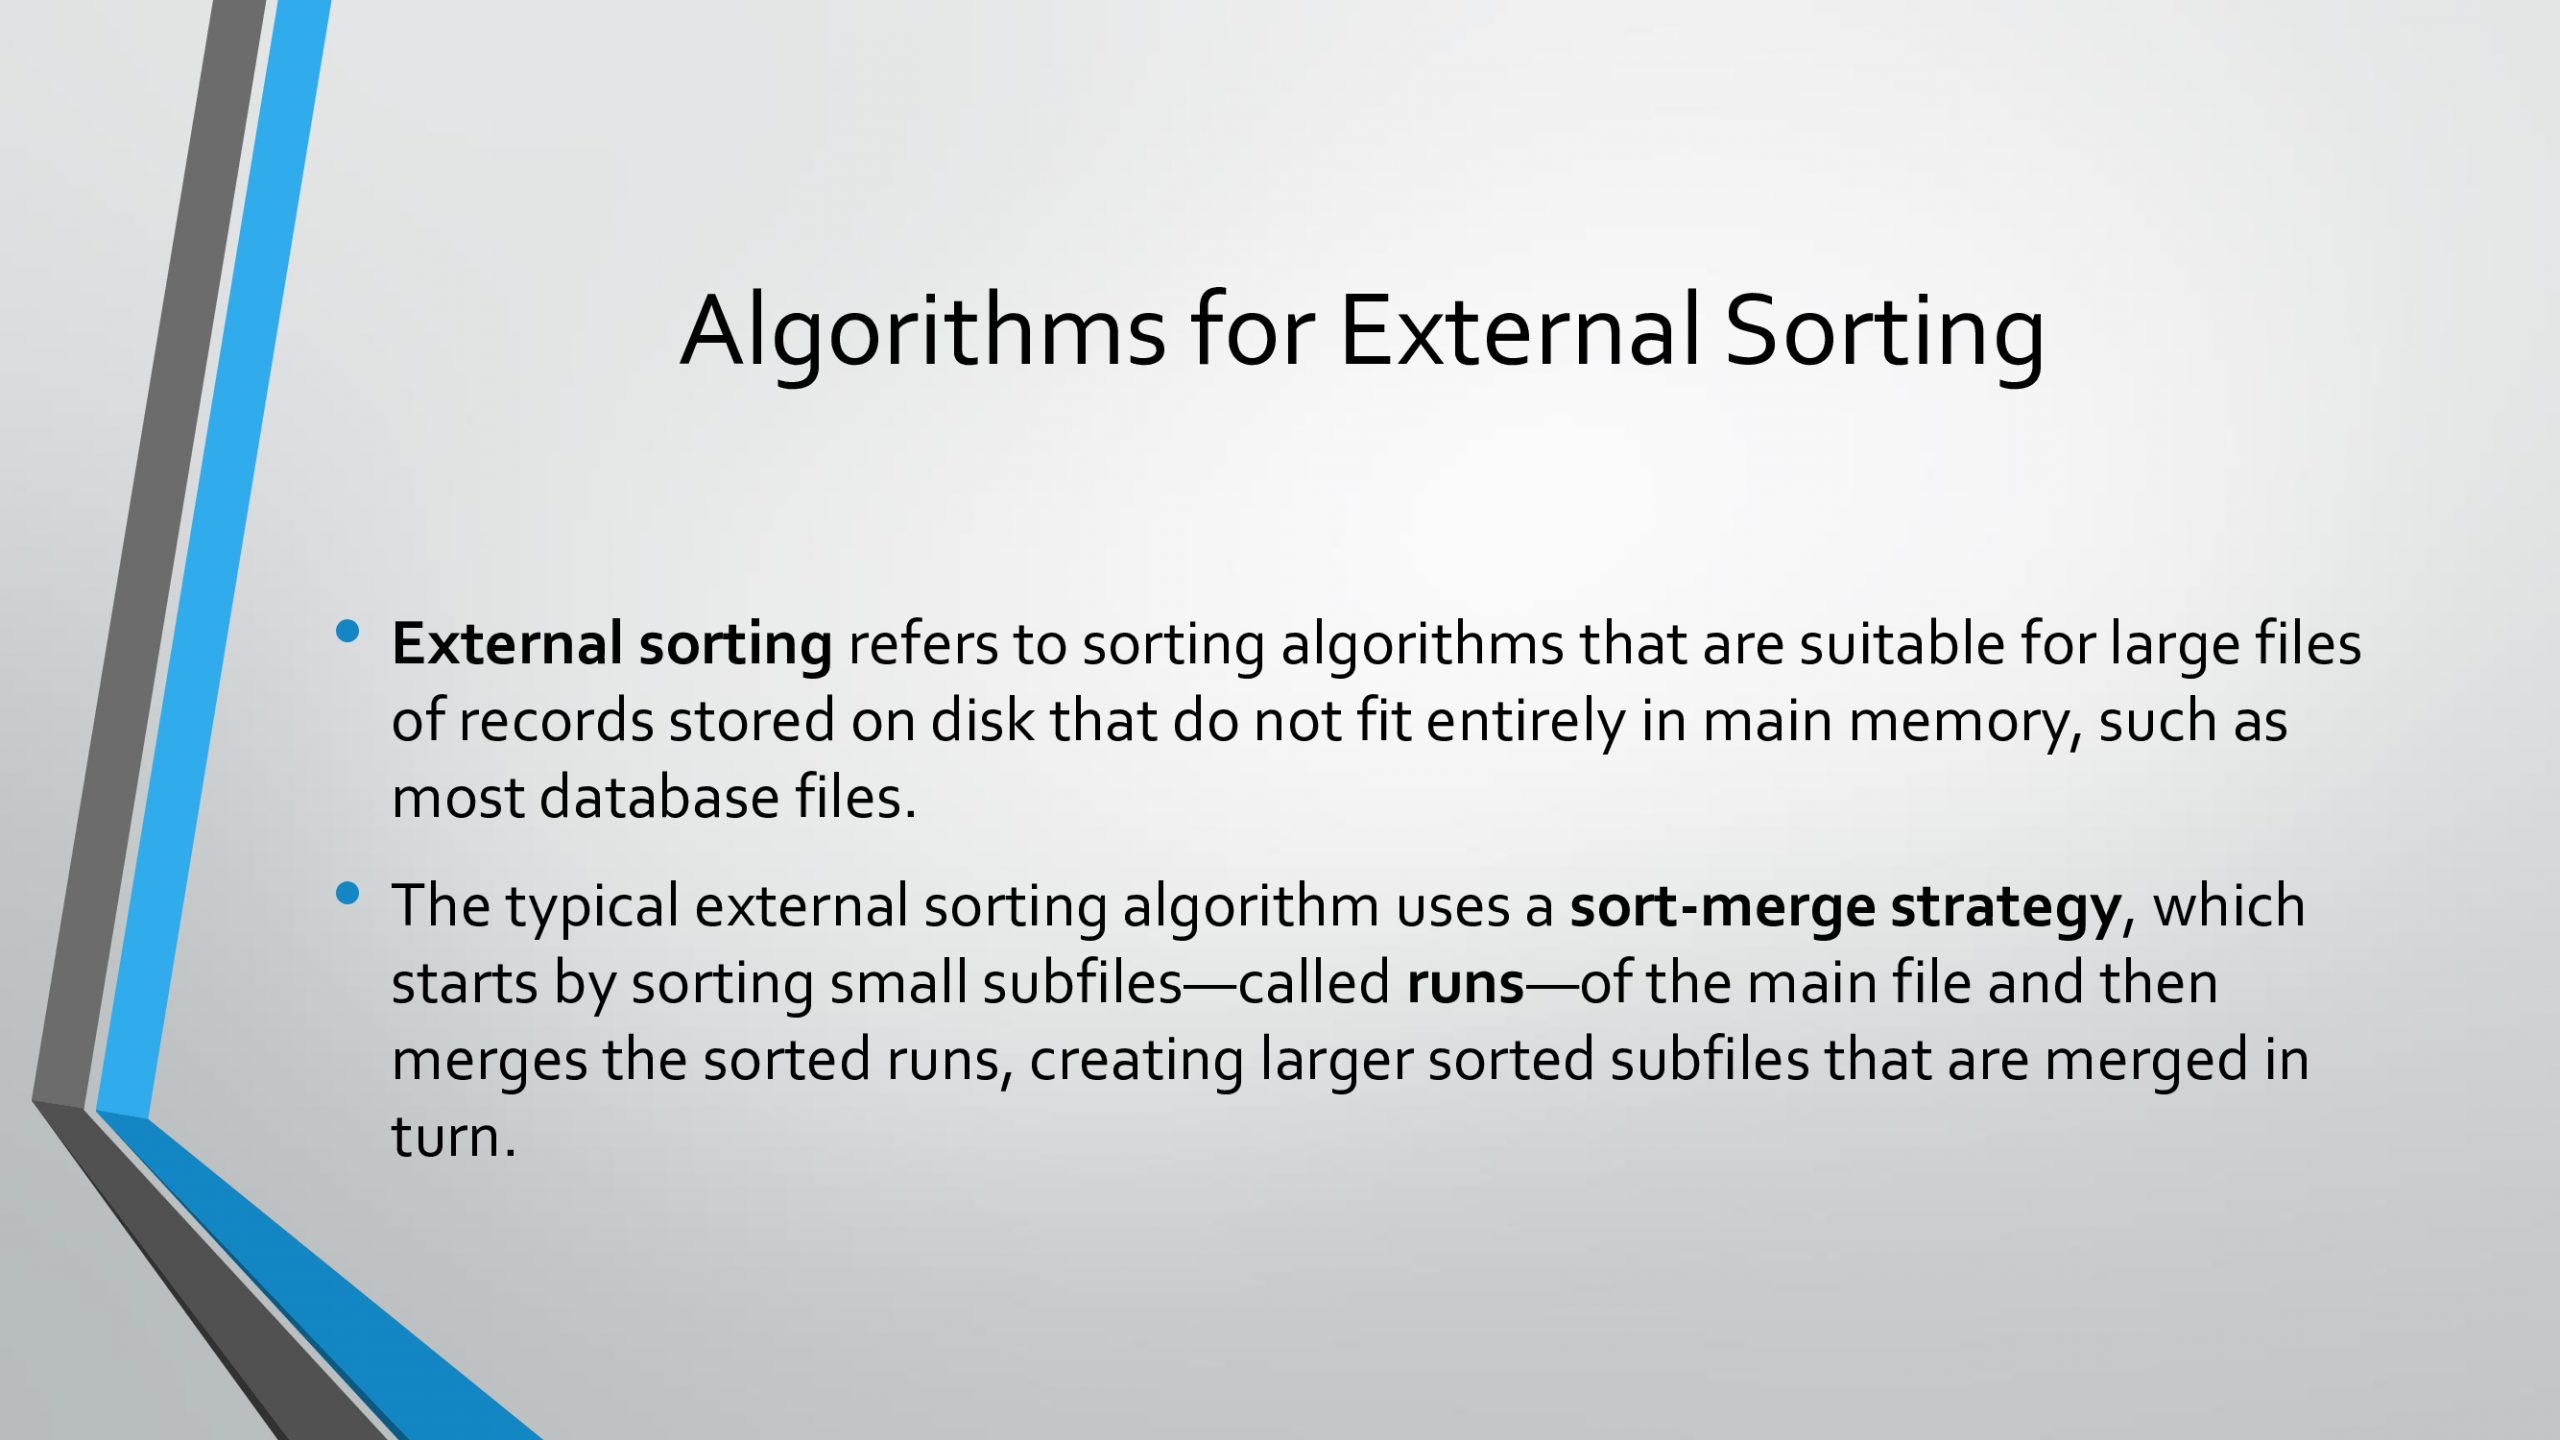 Algorithms for External Sorting
• External sorting refers to sorting algorithms that are suitable for large files
of records stored on disk that do not fit entirely in main memory, such as
most database files.
• The typical external sorting algorithm uses a sort-merge strategy, which
starts by sorting small subfiles—called runs—of the main file and then
merges the sorted runs, creating larger sorted subfiles that are merged in
turn.